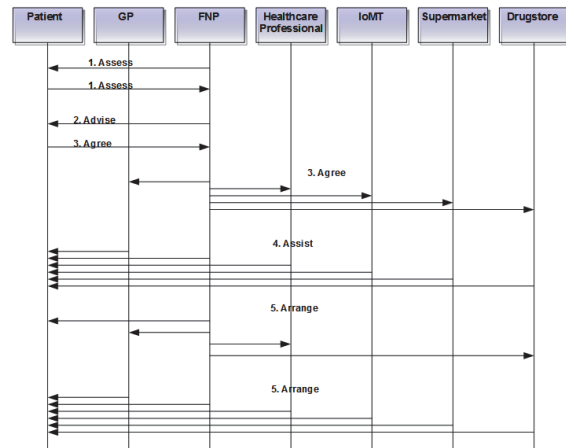 Patient
GP
FNP
Healthcare
Professional
IoMT
Supermarket
Drugstore
1. Assess
1. Assess
2. Advise
3. Agree
3. Agree
4. Assist
5. Arrange
5. Arrange